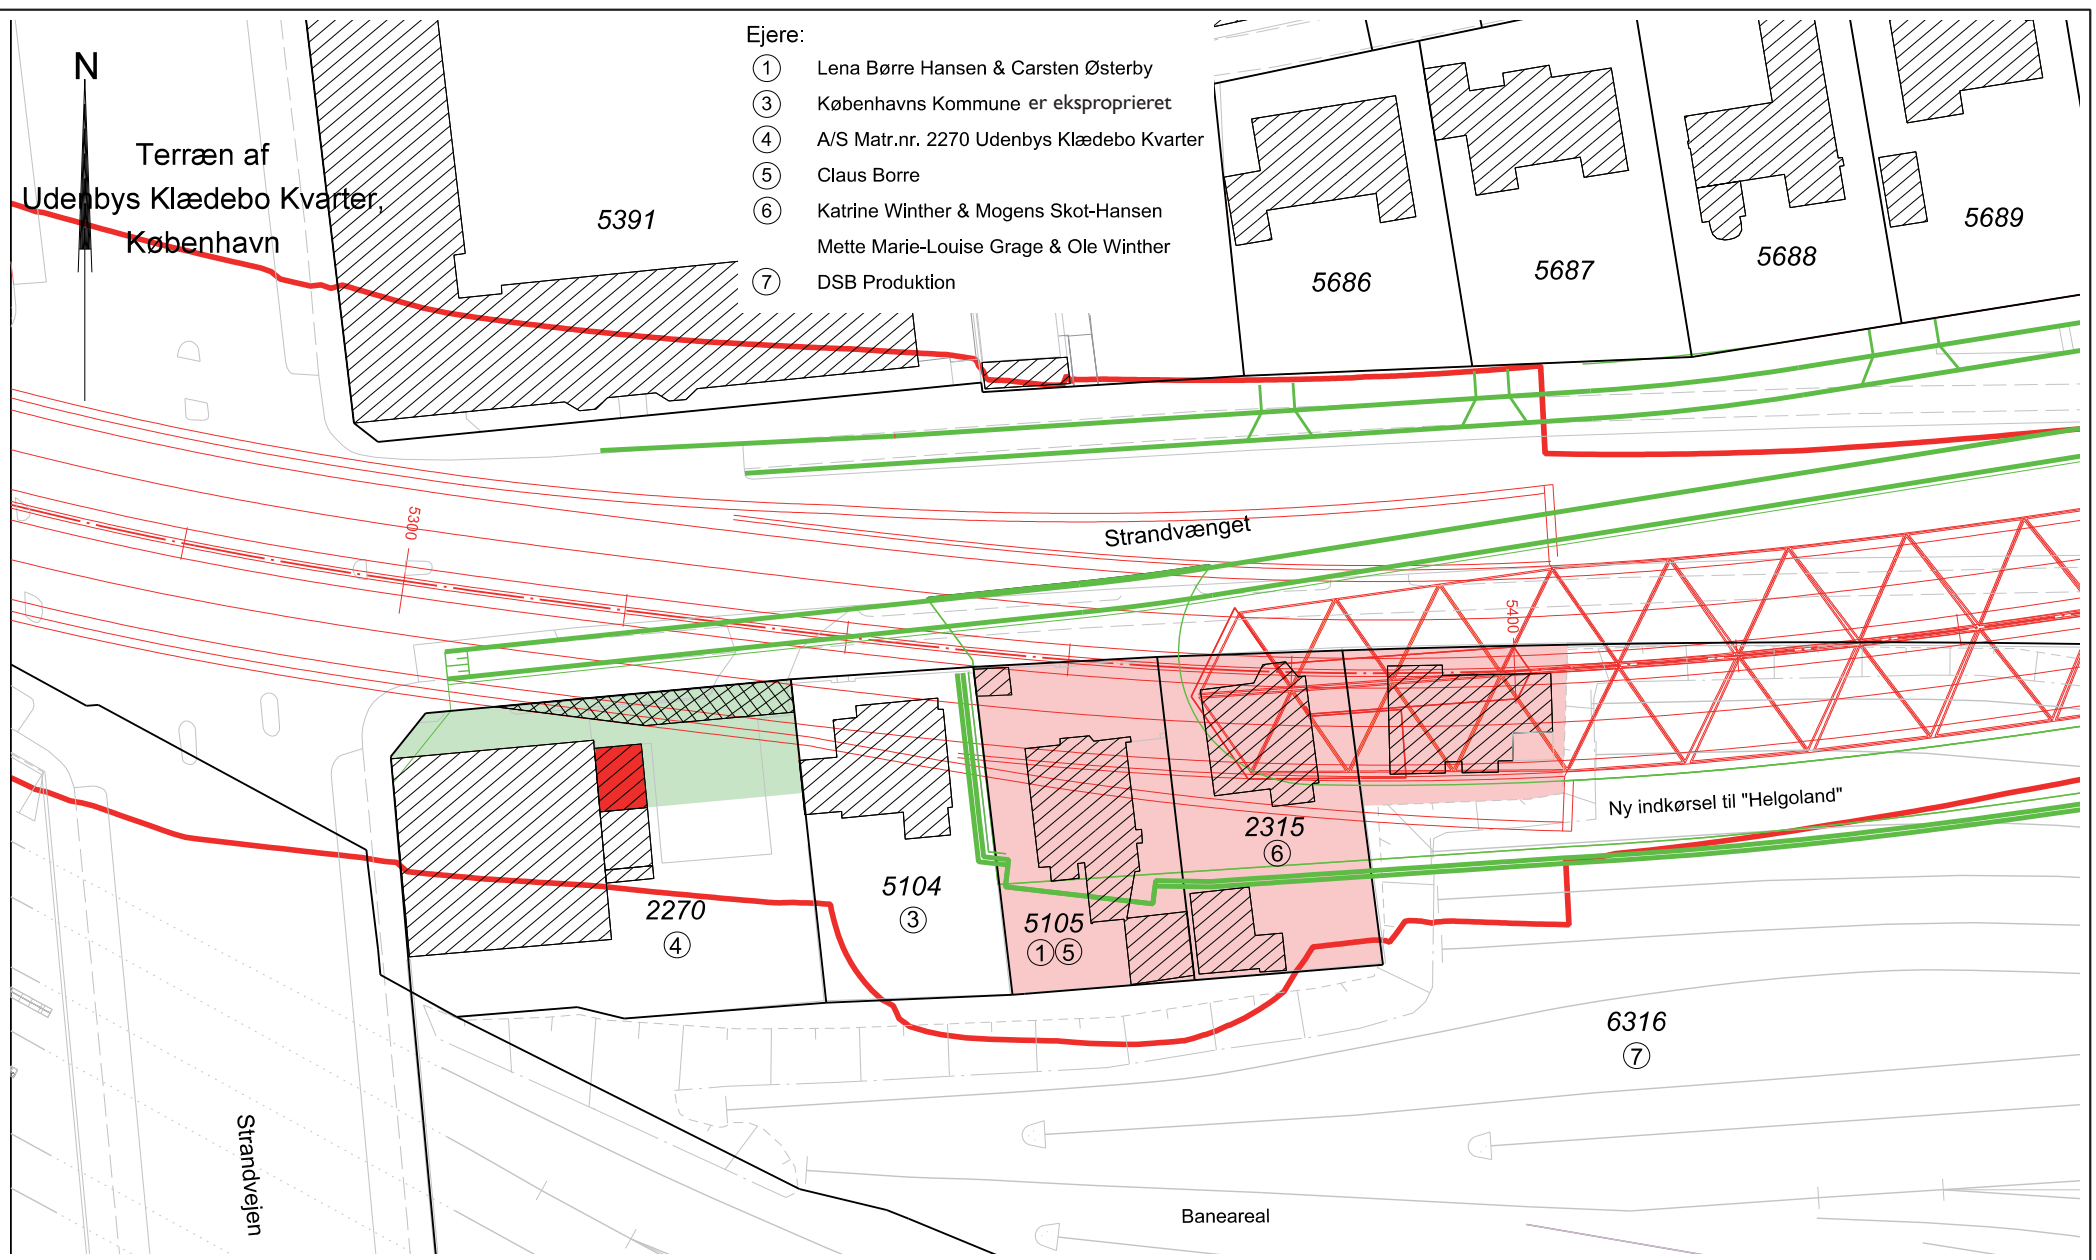 N
Terræn af
Udenbys Klædebo Kvarter,
København
Ejere:
1 Lena Børre Hansen & Carsten Østerby
3 Københavns Kommune er eksproprieret
4 A/S Matr.nr. 2270 Udenbys Klædebo Kvarter
5 Claus Borre
6 Katrine Winther & Mogens Skot-Hansen
Mette Marie-Louise Grage & Ole Winther
7 DSB Produktion
5391
5686
5687
5688
5689
5300
Strandvænget
5400
Ny indkørsel til "Helgoland"
2315
6
5104
3
2270
4
5105
1 5
6316
7
Strandvejen
Baneareal